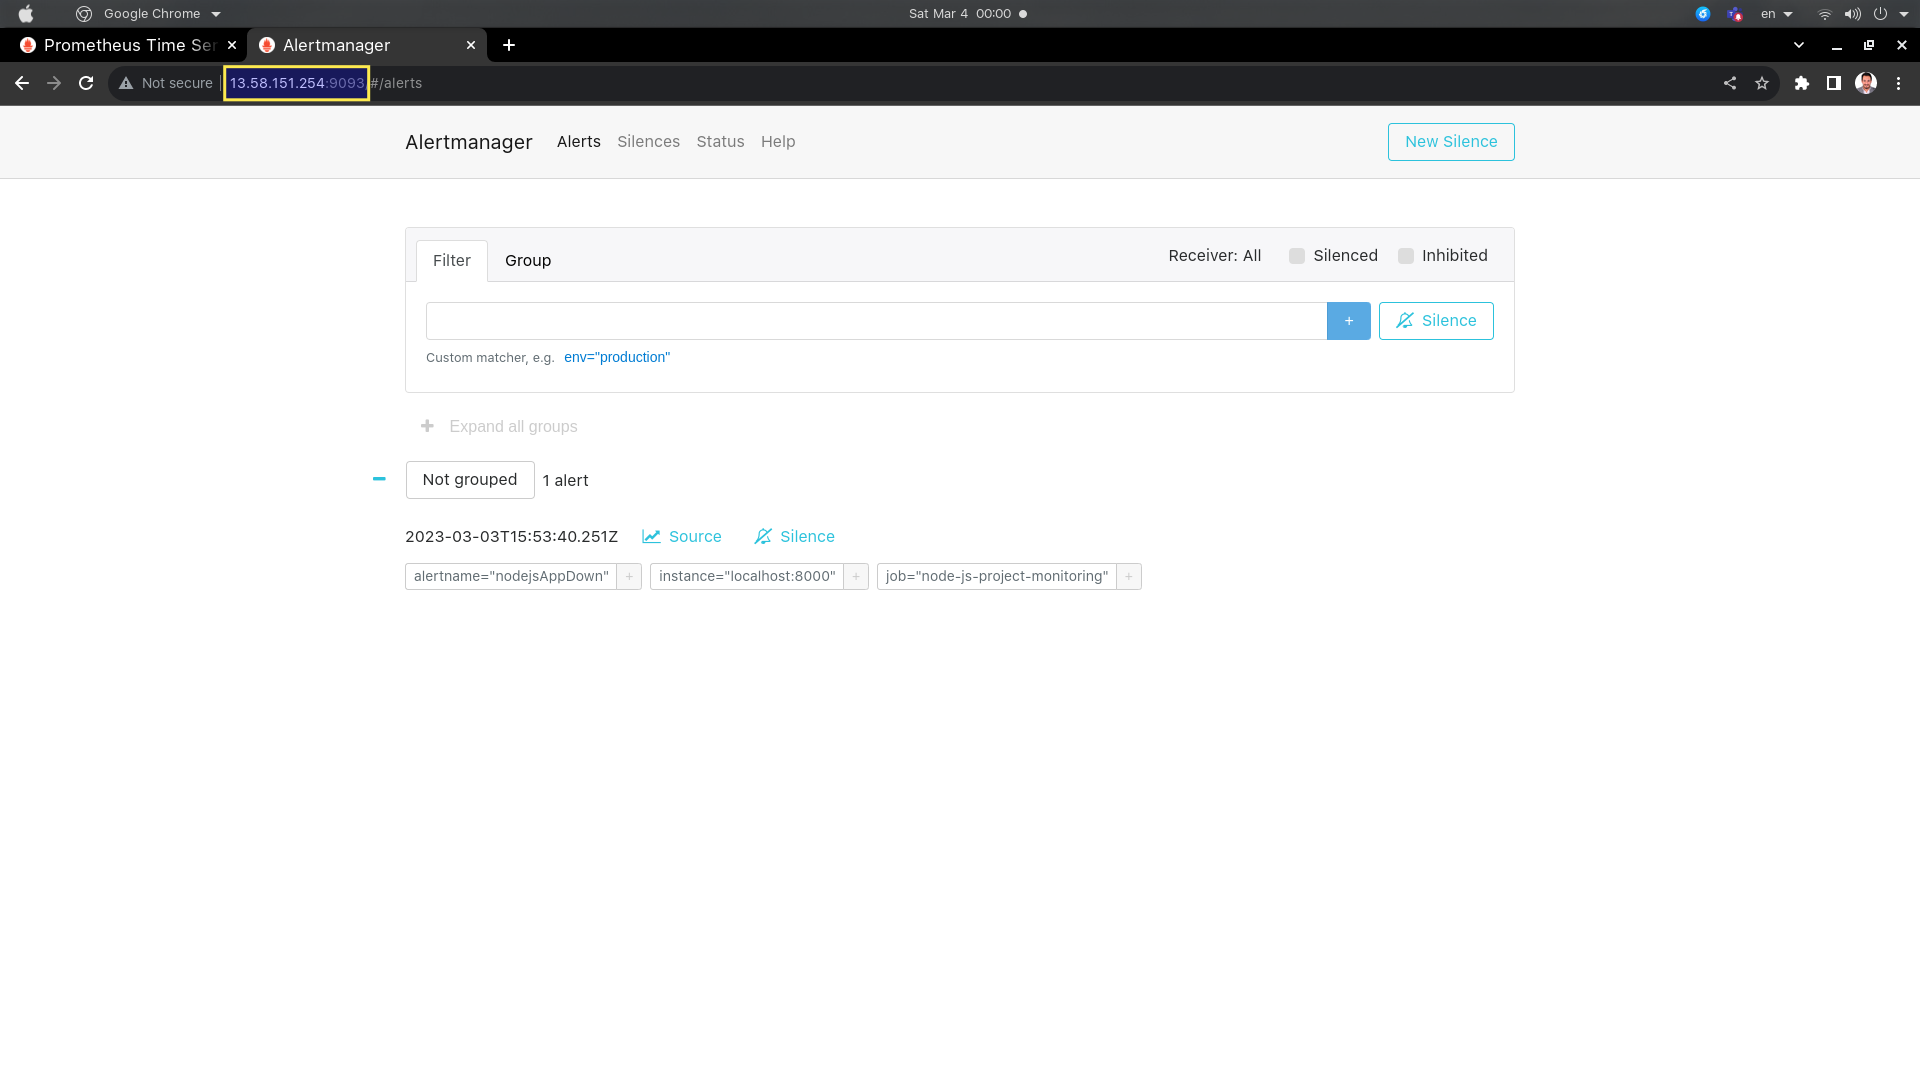 Google Chrome
Sat Mar 4 00:00
en
Prometheus Time Ser
Alertmanager
Not secure 13.58.151.254:9093/#/alerts
Alertmanager Alerts Silences Status Help New Silence
Filter Group Receiver: All Silenced Inhibited
+ Silence
Custom matcher, e.g. env="production"
+ Expand all groups
Not grouped 1 alert
2023-03-03T15:53:40.251Z Source Silence
alertname="nodejsAppDown" + instance="localhost:8000" + job="node-js-project-monitoring" +